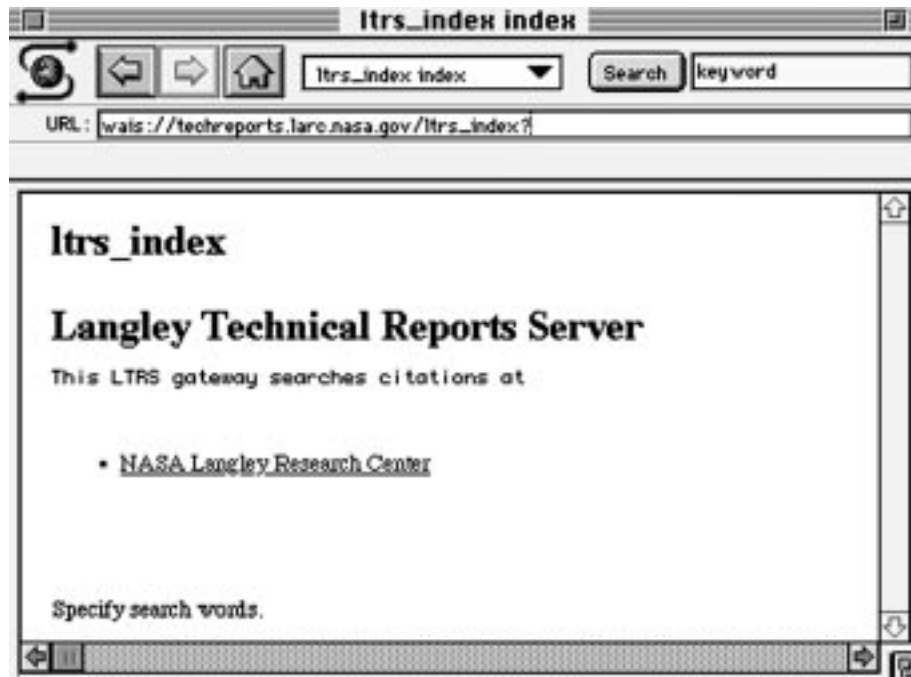 ltrs_index index
ltrs_index index Search keyword
URL: wais://techreports.larc.nasa.gov/ltrs_index?
ltrs_index
Langley Technical Reports Server
This LTRS gateway searches citations at
• NASA Langley Research Center
Specify search words.